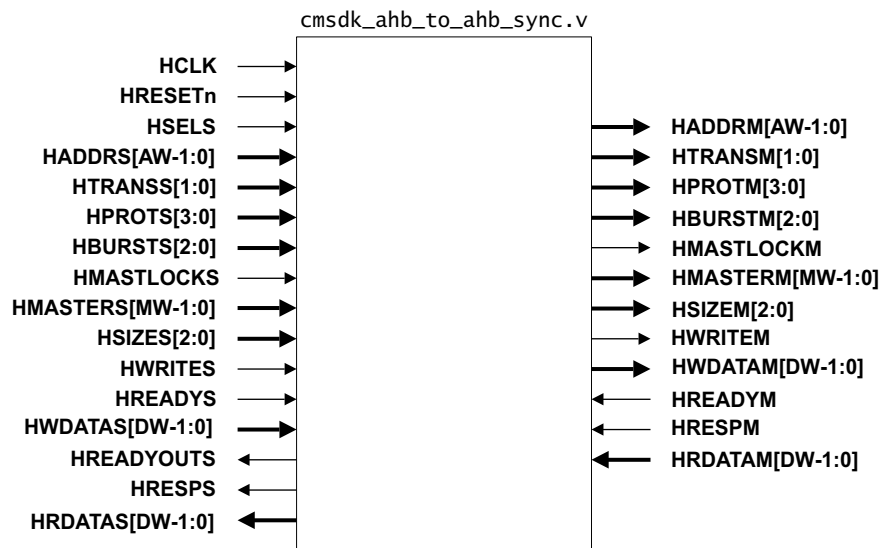 cmsdk_ahb_to_ahb_sync.v
HCLK
HRESETn
HSELS
HADDRS[AW-1:0]
HTRANSS[1:0]
HPROTS[3:0]
HBURSTS[2:0]
HMASTLOCKS
HMASTERS[MW-1:0]
HSIZES[2:0]
HWRITES
HREADYS
HWDATAS[DW-1:0]
HREADYOUTS
HRESPS
HRDATAS[DW-1:0]
HADDRM[AW-1:0]
HTRANSM[1:0]
HPROTM[3:0]
HBURSTM[2:0]
HMASTLOCKM
HMASTERM[MW-1:0]
HSIZEM[2:0]
HWRITEM
HWDATAM[DW-1:0]
HREADYM
HRESPM
HRDATAM[DW-1:0]